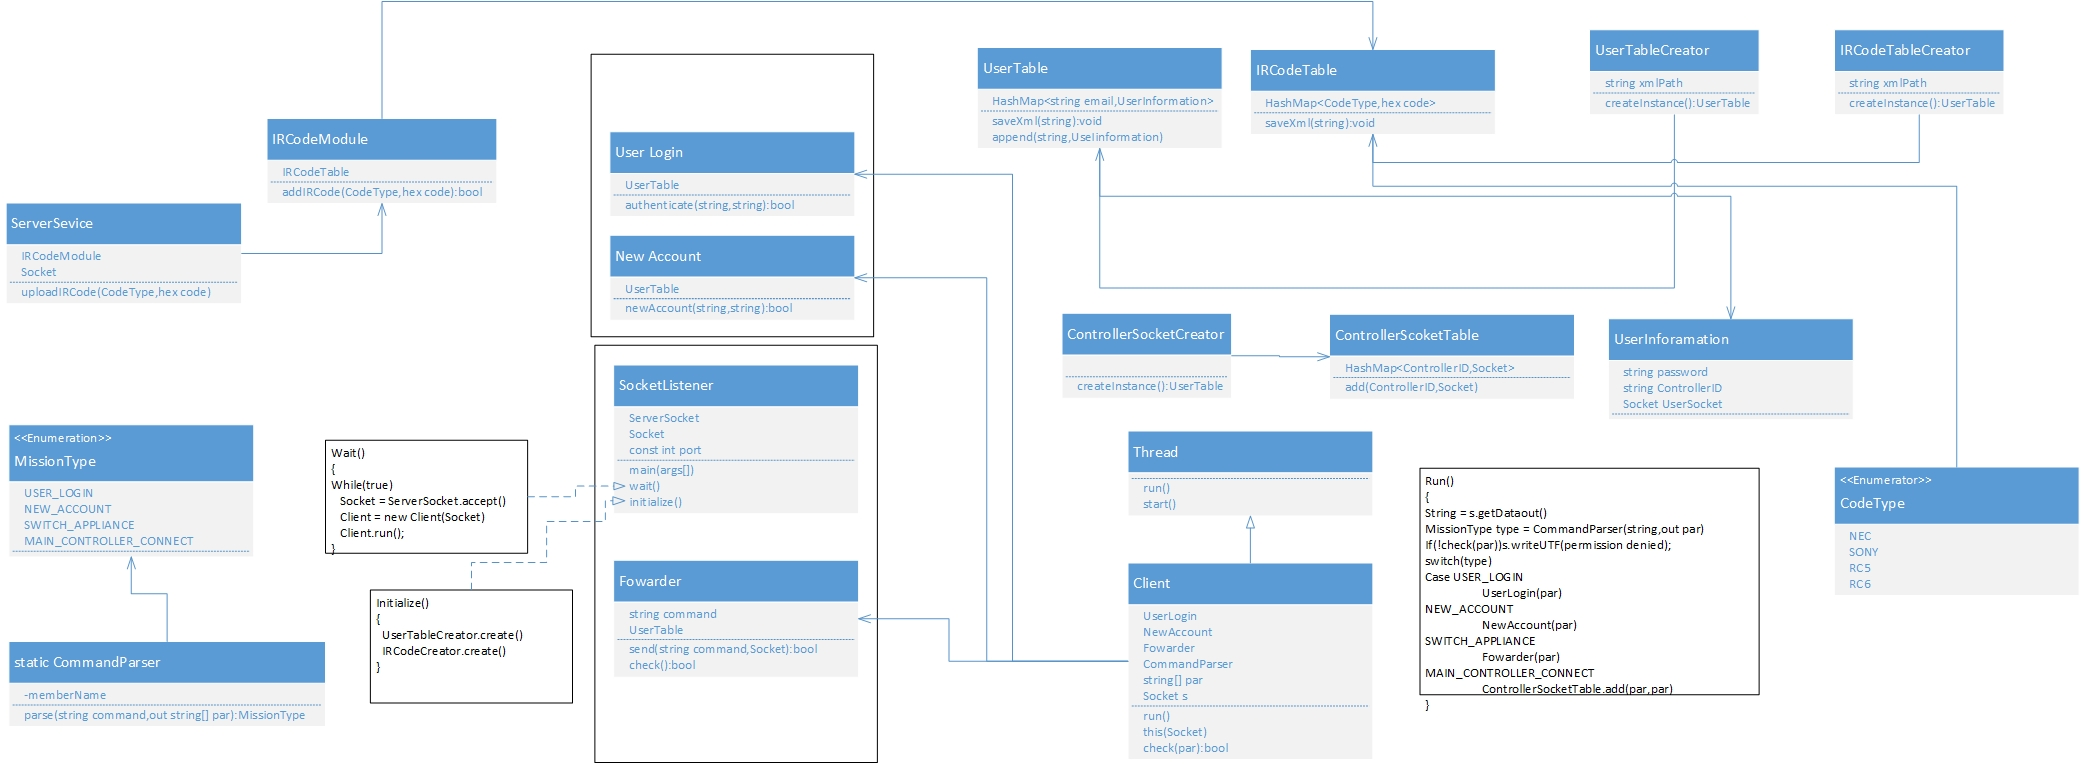 IRCodeModule
IRCodeTable
addIRCode(CodeType,hex code):bool
ServerSevice
IRCodeModule
Socket
uploadIRCode(CodeType,hex code)
User Login
UserTable
authenticate(string,string):bool
New Account
UserTable
newAccount(string,string):bool
UserTable
HashMap<string email,UserInformation>
saveXml(string):void
append(string,UseIinformation)
IRCodeTable
HashMap<CodeType,hex code>
saveXml(string):void
UserTableCreator
string xmlPath
createInstance():UserTable
IRCodeTableCreator
string xmlPath
createInstance():UserTable
ControllerSocketCreator
createInstance():UserTable
ControllerScoketTable
HashMap<ControllerID,Socket>
add(ControllerID,Socket)
UserInforamation
string password
string ControllerID
Socket UserSocket
<<Enumeration>>
MissionType
USER_LOGIN
NEW_ACCOUNT
SWITCH_APPLIANCE
MAIN_CONTROLLER_CONNECT
static CommandParser
-memberName
parse(string command,out string[] par):MissionType
Wait()
{
While(true)
Socket = ServerSocket.accept()
Client = new Client(Socket)
Client.run();
}
Initialize()
{
UserTableCreator.create()
IRCodeCreator.create()
}
SocketListener
ServerSocket
Socket
const int port
main(args[])
wait()
initialize()
Fowarder
string command
UserTable
send(string command,Socket):bool
check():bool
Thread
run()
start()
Client
UserLogin
NewAccount
Fowarder
CommandParser
string[] par
Socket s
run()
this(Socket)
check(par):bool
Run()
{
String = s.getDataout()
MissionType type = CommandParser(string,out par)
If(!check(par))s.writeUTF(permission denied);
switch(type)
Case USER_LOGIN
UserLogin(par)
NEW_ACCOUNT
NewAccount(par)
SWITCH_APPLIANCE
Fowarder(par)
MAIN_CONTROLLER_CONNECT
ControllerSocketTable.add(par,par)
}
<<Enumerator>>
CodeType
NEC
SONY
RC5
RC6